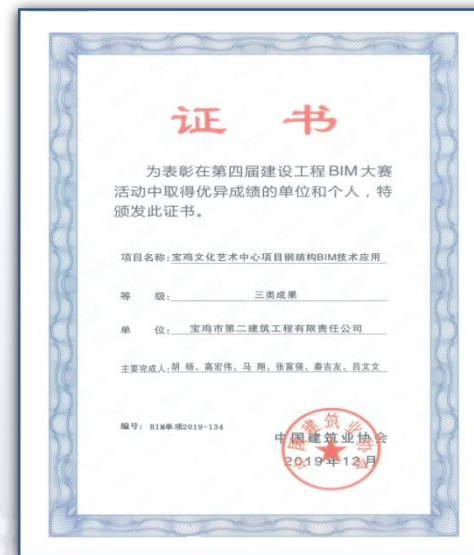 证 书
为表彰在第四届建设工程BIM大赛
活动中取得优异成绩的单位和个人，特
颁发此证书。
项目名称：宝鸡文化艺术中心项目钢结构BIM技术应用
等 级：三类成果
单 位：宝鸡市第二建筑工程有限责任公司
主要完成人：胡 杨、高宏伟、马 翔、张富强、秦吉友、吕文文
编号：BIM单项2019-134
中国建筑业协会
2019年12月
中国建筑业协会